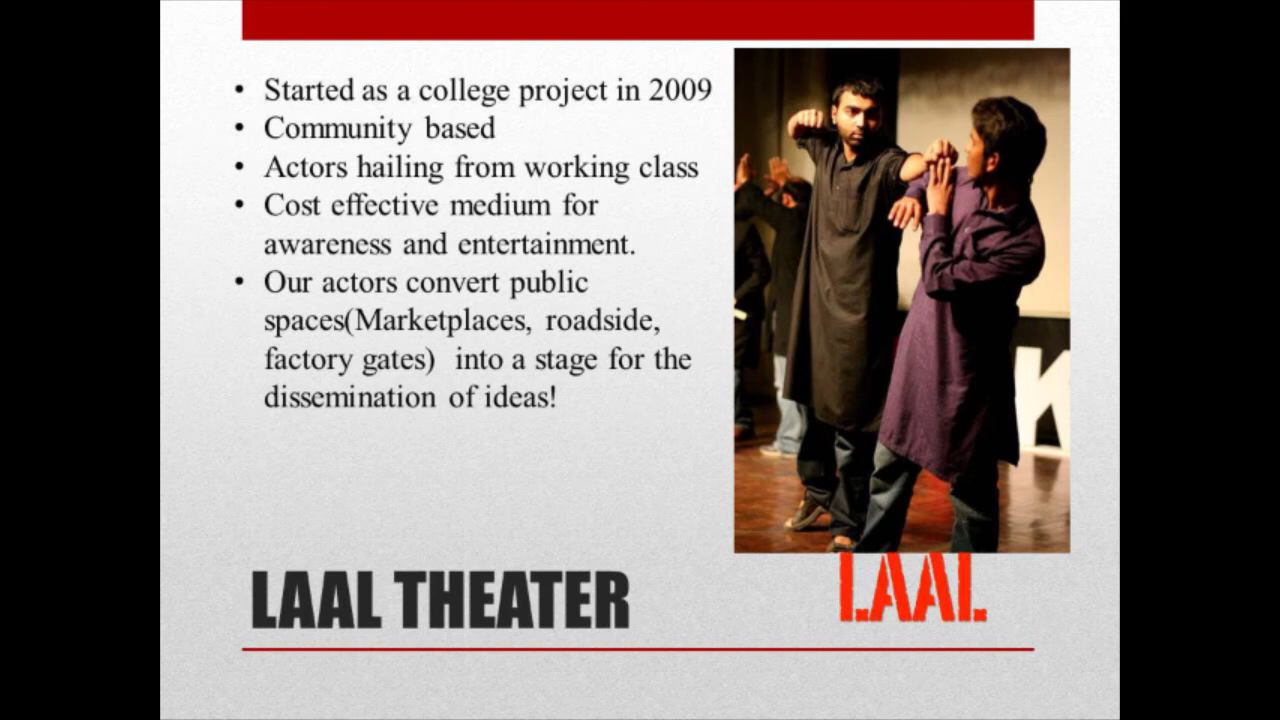 • Started as a college project in 2009
• Community based
• Actors hailing from working class
• Cost effective medium for
awareness and entertainment.
• Our actors convert public
spaces(Marketplaces, roadside,
factory gates) into a stage for the
dissemination of ideas!
LAAL THEATER
LAAL